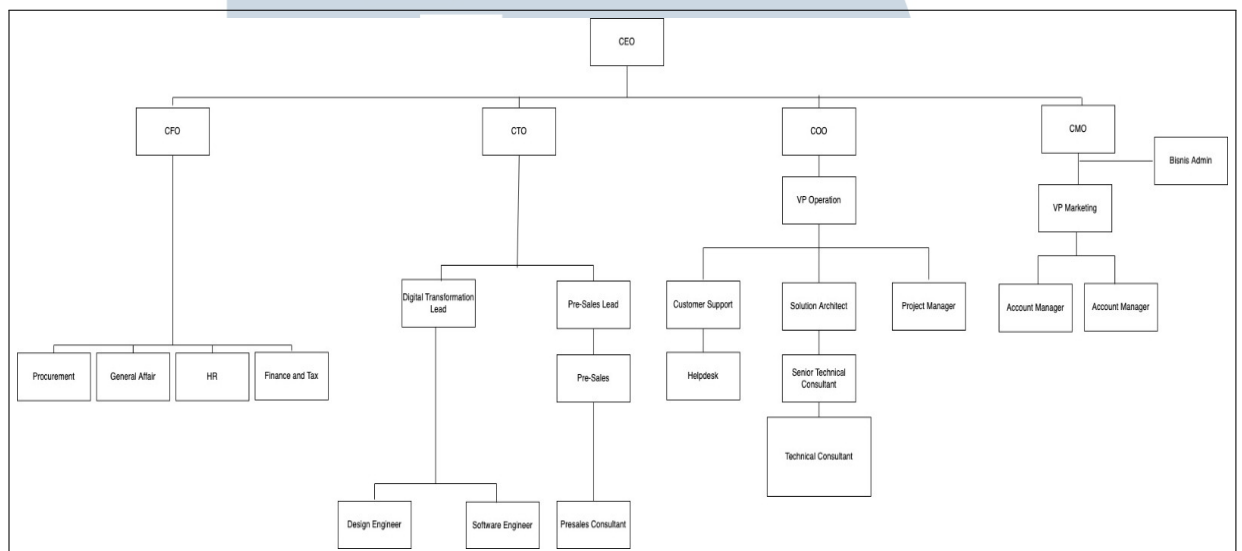 CEO
CFO
CTO
COO
CMO
Bisnis Admin
VP Operation
VP Marketing
Digital Transformation
Lead
Pre-Sales Lead
Customer Support
Solution Architect
Project Manager
Account Manager
Account Manager
Procurement
General Affair
HR
Finance and Tax
Pre-Sales
Helpdesk
Senior Technical
Consultant
Technical Consultant
Design Engineer
Software Engineer
Presales Consultant